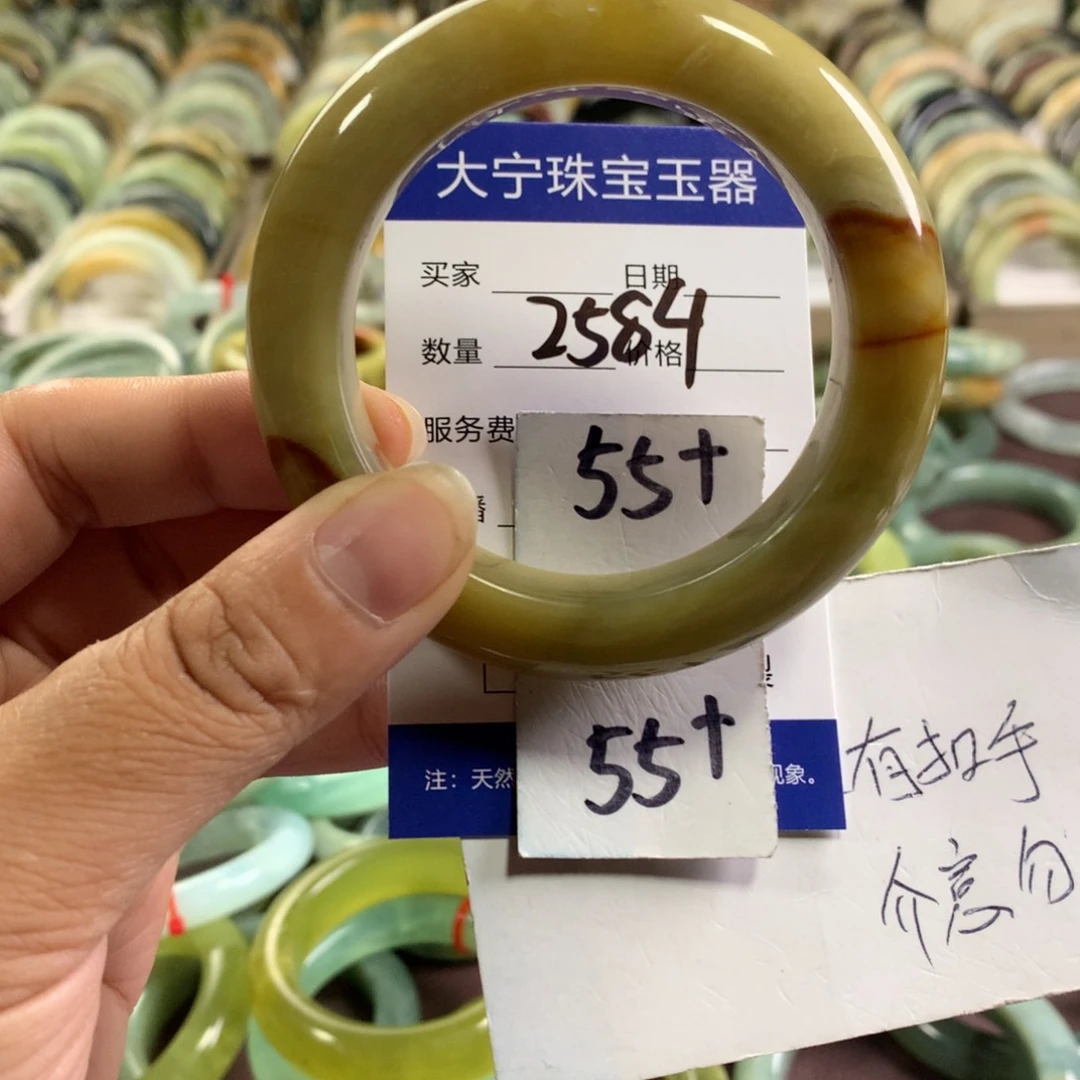 大宁珠宝玉器
买家 日期
2584
数量 价格
服务费
55+
55+
注：天然 现象。
有扣手
介意勿